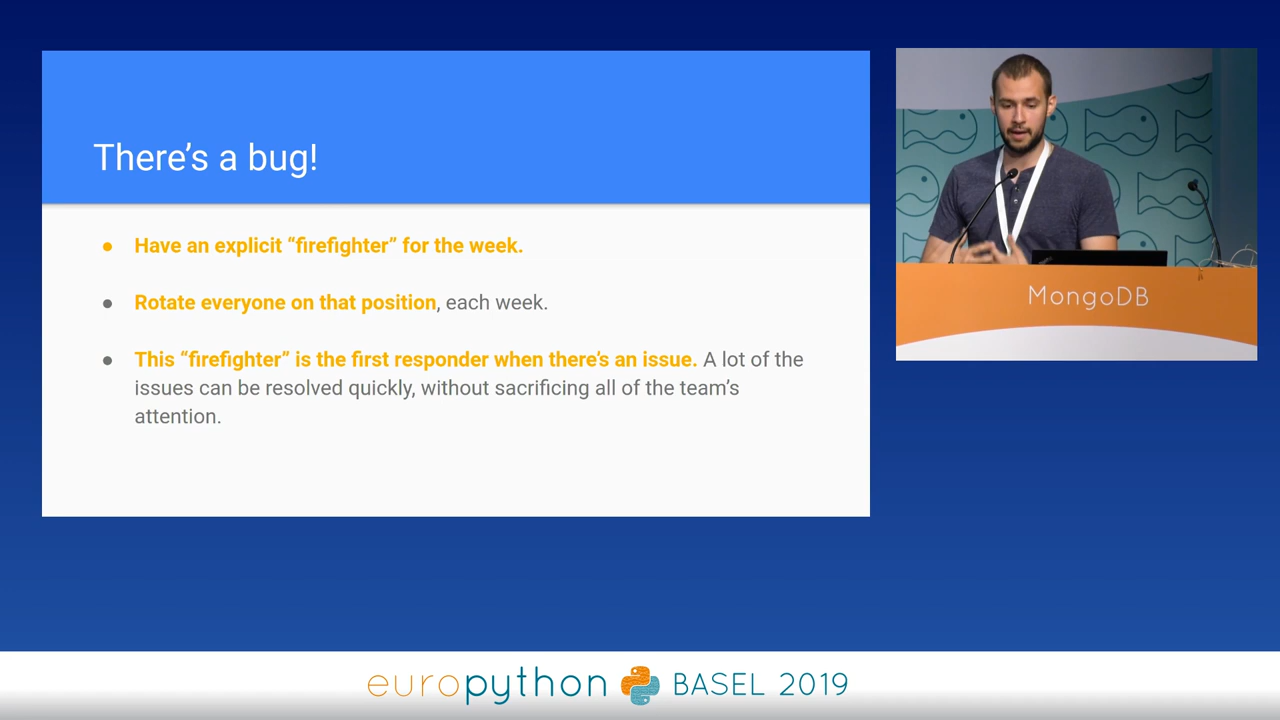 There’s a bug!
● Have an explicit “firefighter” for the week.
● Rotate everyone on that position, each week.
● This “firefighter” is the first responder when there’s an issue. A lot of the
issues can be resolved quickly, without sacrificing all of the team’s
attention.
MongoDB
europython BASEL 2019